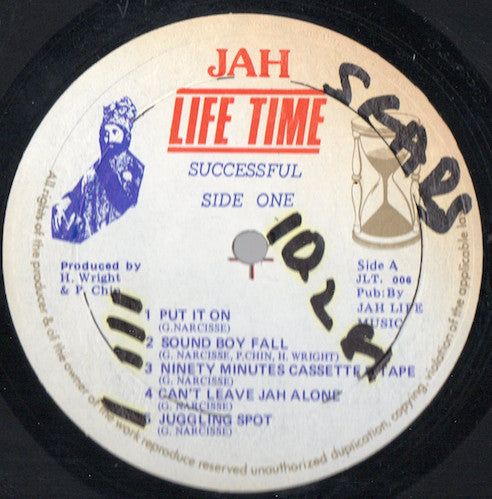 JAH
LIFE TIME
SUCCESSFUL
SIDE ONE
Produced by
H. Wright
& P. Chin
Side A
JLT. 006
Pub: By
JAH LIFE
MUSIC
1 PUT IT ON
(G.NARCISSE)
2 SOUND BOY FALL
(G. NARCISSE, P.CHIN, H. WRIGHT)
3 NINETY MINUTES CASSETTE TAPE
(G. NARCISSE)
4 CAN'T LEAVE JAH ALONE
(G. NARCISSE)
5 JUGGLING SPOT
(G. NARCISSE)
All rights of the producer & of the owner of the work reproduce reserved unauthorized duplication, copying, violation of the applicable la